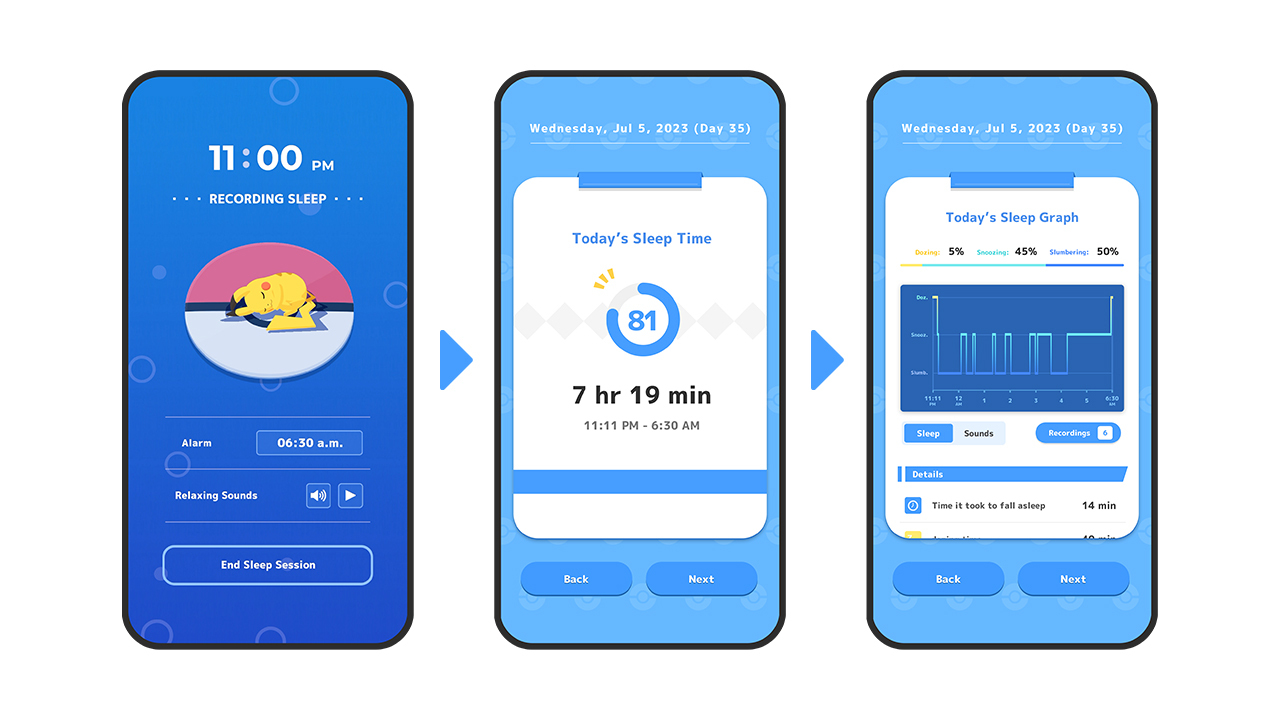 11:00 PM
RECORDING SLEEP
Alarm 06:30 a.m.
Relaxing Sounds
End Sleep Session
Wednesday, Jul 5, 2023 (Day 35)
Today's Sleep Time
81
7 hr 19 min
11:11 PM - 6:30 AM
Back Next
Wednesday, Jul 5, 2023 (Day 35)
Today's Sleep Graph
Dozing: 5% Snoozing: 45% Slumbering: 50%
Doz.
Snooz.
Slumb.
11:11 12 1 2 3 4 5 6:30
PM AM AM
Sleep Sounds Recordings 6
Details
Time it took to fall asleep 14 min
Back Next